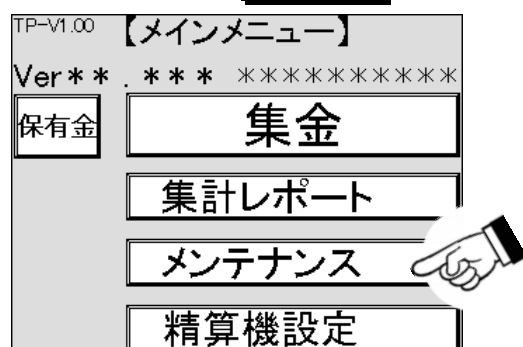 TP-V1.00 【メインメニュー】
Ver**.*** **********
保有金 集金
集計レポート
メンテナンス
精算機設定